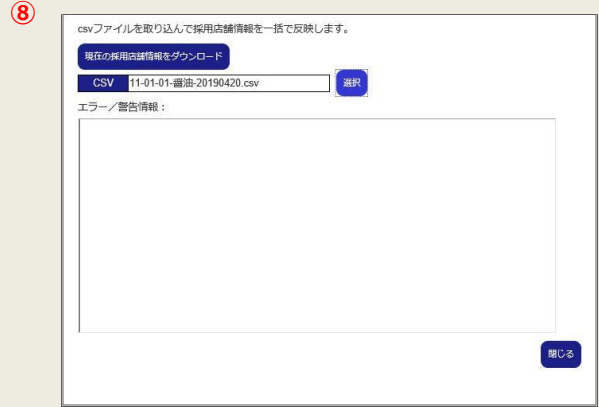 ⑧
csvファイルを取り込んで採用店舗情報を一括で反映します。
現在の採用店舗情報をダウンロード
CSV 11-01-01-醤油-20190420.csv 選択
エラー／警告情報：
閉じる